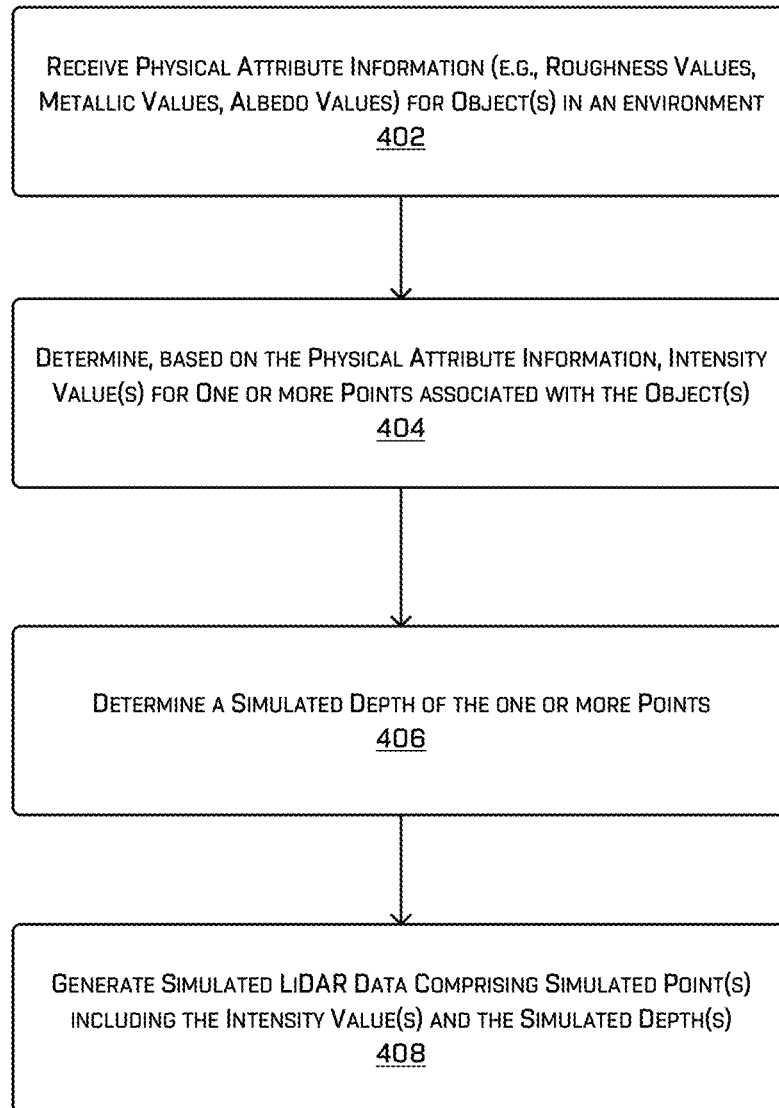 RECEIVE PHYSICAL ATTRIBUTE INFORMATION (E.G., ROUGHNESS VALUES,
METALLIC VALUES, ALBEDO VALUES) FOR OBJECT(S) IN AN ENVIRONMENT
402
DETERMINE, BASED ON THE PHYSICAL ATTRIBUTE INFORMATION, INTENSITY
VALUE(S) FOR ONE OR MORE POINTS ASSOCIATED WITH THE OBJECT(S)
404
DETERMINE A SIMULATED DEPTH OF THE ONE OR MORE POINTS
406
GENERATE SIMULATED LIDAR DATA COMPRISING SIMULATED POINT(S)
INCLUDING THE INTENSITY VALUE(S) AND THE SIMULATED DEPTH(S)
408